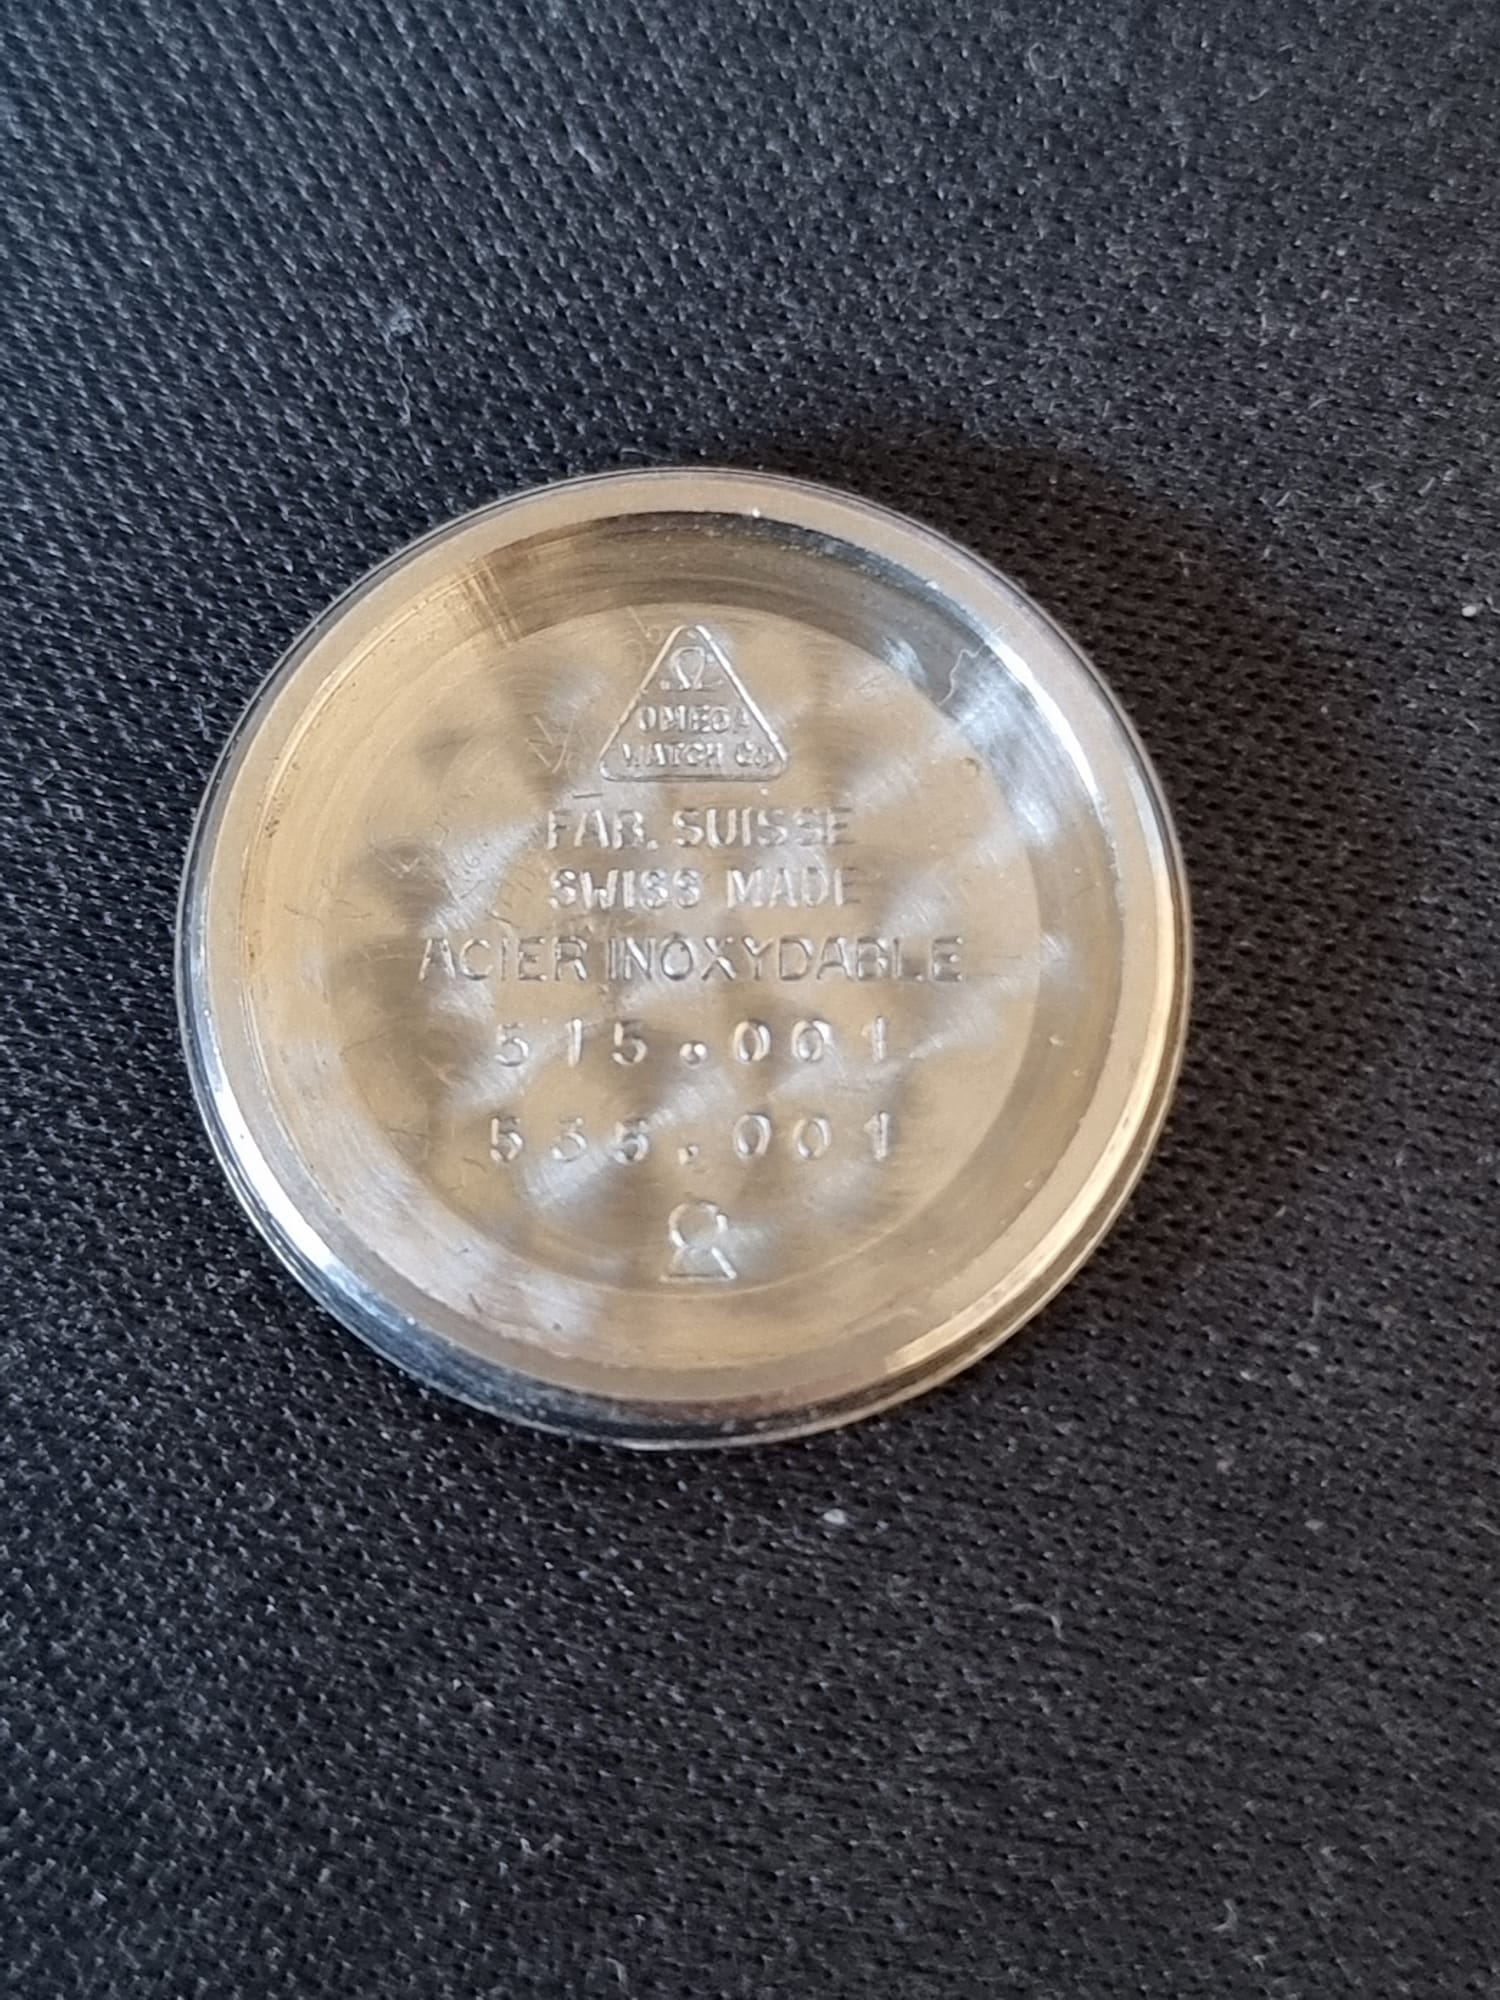 Ω
OMEGA
WATCH Co
FAB. SUISSE
SWISS MADE
ACIER INOXYDABLE
515.001
535.001